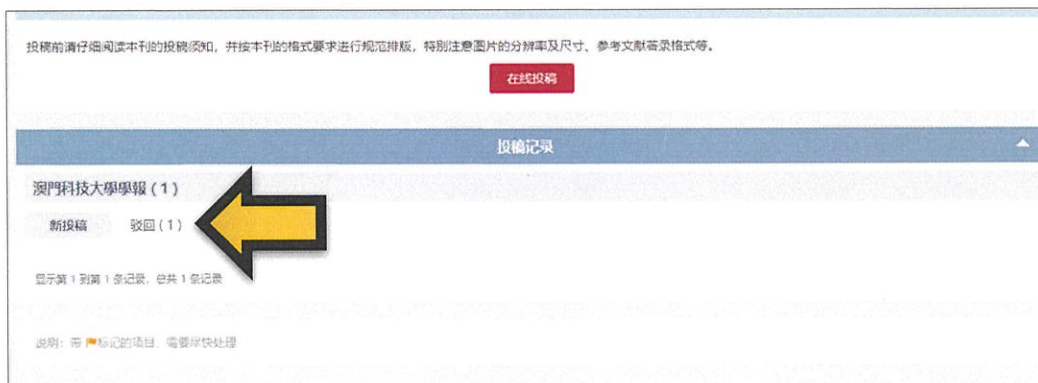 投稿前请仔细阅读本刊的投稿须知，并按本刊的格式要求进行规范排版，特别注意图片的分辨率及尺寸、参考文献著录格式等。
在线投稿
投稿记录
澳門科技大學學報 ( 1 )
新投稿 驳回 ( 1 )
显示第 1 到第 1 条记录，总共 1 条记录
说明：带 标记的项目，需要尽快处理